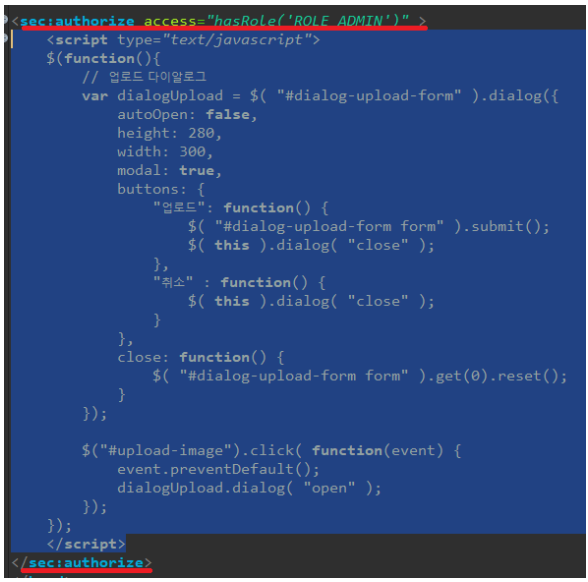 <sec:authorize access="hasRole('ROLE_ADMIN')" >
<script type="text/javascript">
$(function(){
// 업로드 다이알로그
var dialogUpload = $( "#dialog-upload-form" ).dialog({
autoOpen: false,
height: 280,
width: 300,
modal: true,
buttons: {
"업로드": function() {
$( "#dialog-upload-form form" ).submit();
$( this ).dialog( "close" );
},
"취소" : function() {
$( this ).dialog( "close" );
}
},
close: function() {
$( "#dialog-upload-form form" ).get(0).reset();
}
});
$("#upload-image").click( function(event) {
event.preventDefault();
dialogUpload.dialog( "open" );
});
});
</script>
</sec:authorize>